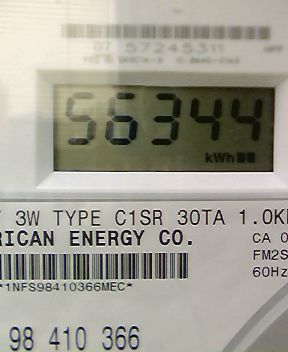 07 57245311
56344
kWh
3W TYPE C1SR 30TA 1.0K
RICAN ENERGY CO.
CA 0
FM2S
60Hz
*1NFS98410366MEC*
98 410 366